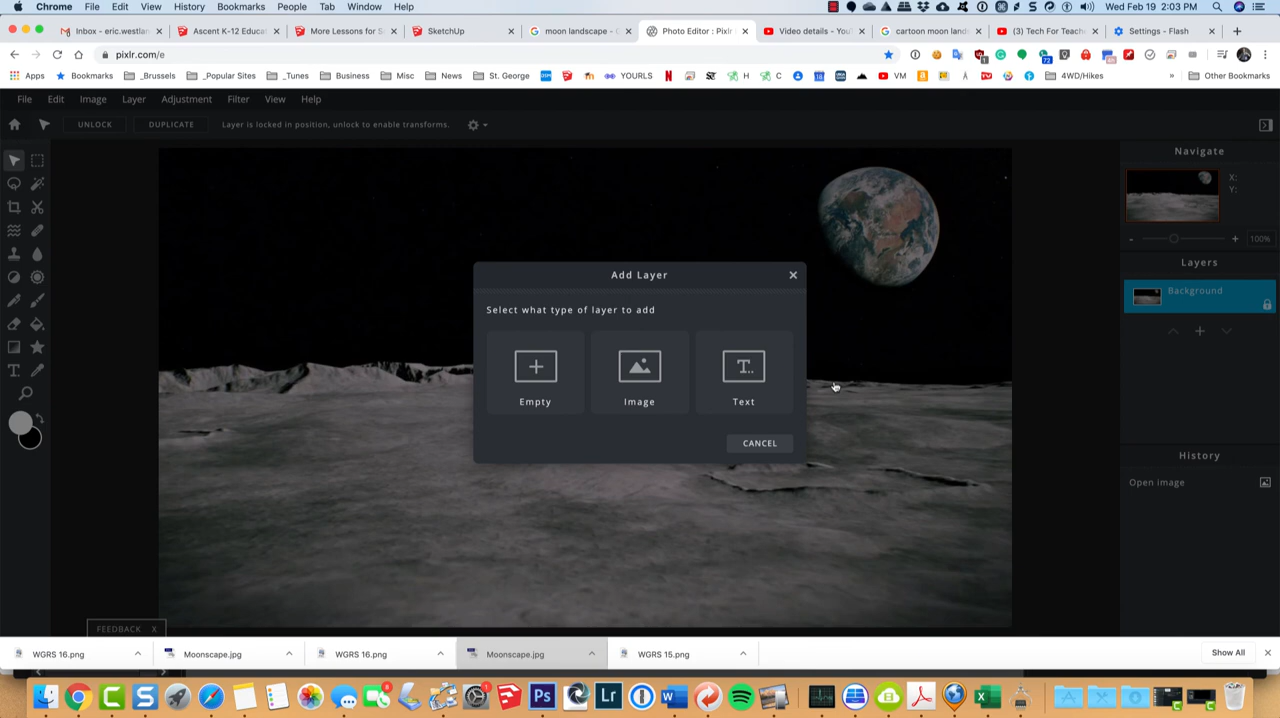 Chrome File Edit View History Bookmarks People Tab Window Help Wed Feb 19 2:03 PM
Inbox - eric.westlan Ascent K-12 Educat More Lessons for S SketchUp moon landscape - G Photo Editor : Pixlr Video details - YouT cartoon moon lands (3) Tech For Teache Settings - Flash
pixlr.com/e
Apps Bookmarks _Brussels _Popular Sites _Tunes Business Misc News St. George YOURLS H C VM 4WD/Hikes » Other Bookmarks
File Edit Image Layer Adjustment Filter View Help
UNLOCK DUPLICATE Layer is locked in position, unlock to enable transforms.
Navigate
X:
Y:
100%
Layers
Background
Add Layer
Select what type of layer to add
Empty Image Text
CANCEL
History
Open image
FEEDBACK X
WGRS 16.png Moonscape.jpg WGRS 16.png Moonscape.jpg WGRS 15.png Show All